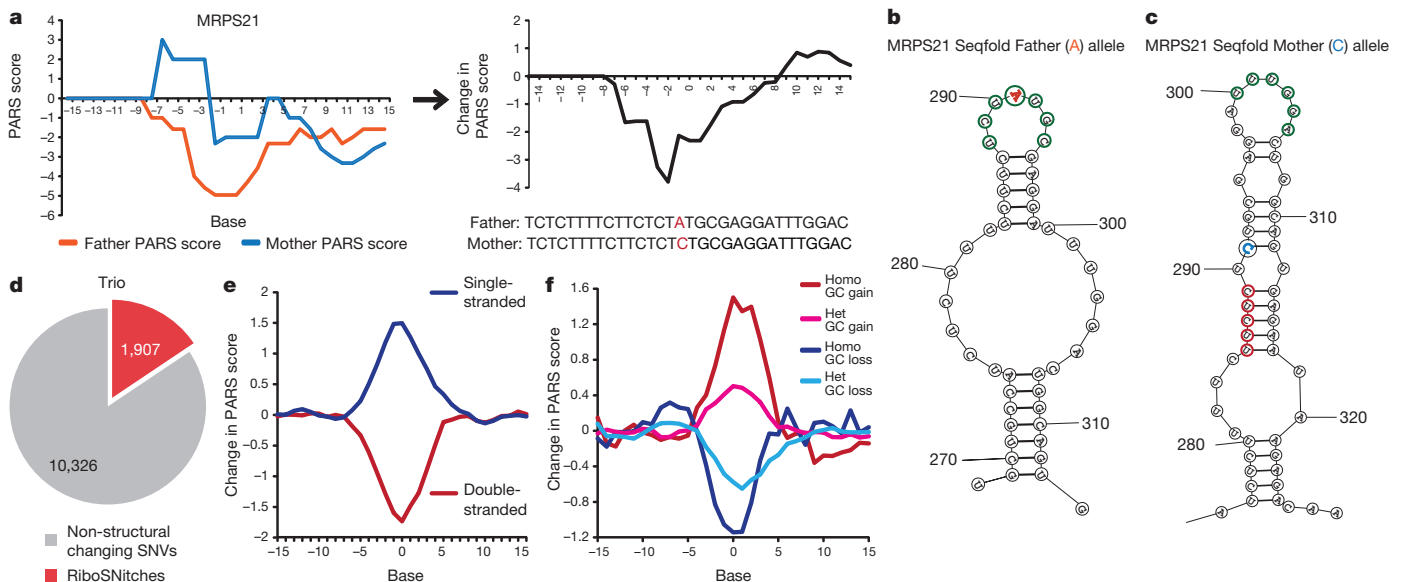 a
MRPS21
PARS score
4
3
2
1
0
−1
−2
−3
−4
−5
−6
−15 −13 −11 −9 −7 −5 −3 −1 1 3 5 7 9 11 13 15
Base
Father PARS score
Mother PARS score
Change in
PARS score
2
1
0
−1
−2
−3
−4
−14 −12 −10 −8 −6 −4 −2 0 2 4 6 8 10 12 14
Father: TCTCTTTTCTTCTCTATGCGAGGATTTGGAC
Mother: TCTCTTTTCTTCTCTCTGCGAGGATTTGGAC
b
MRPS21 Seqfold Father (A) allele
290
300
280
310
270
c
MRPS21 Seqfold Mother (C) allele
300
310
290
320
280
d
Trio
1,907
10,326
Non-structural
changing SNVs
RiboSNitches
e
Change in PARS score
2
1.5
1
0.5
0
−0.5
−1
−1.5
−2
−15 −10 −5 0 5 10 15
Base
Single-
stranded
Double-
stranded
f
Change in PARS score
1.6
1.2
0.8
0.4
0
−0.4
−0.8
−1.2
−15 −10 −5 0 5 10 15
Base
Homo
GC gain
Het
GC gain
Homo
GC loss
Het
GC loss